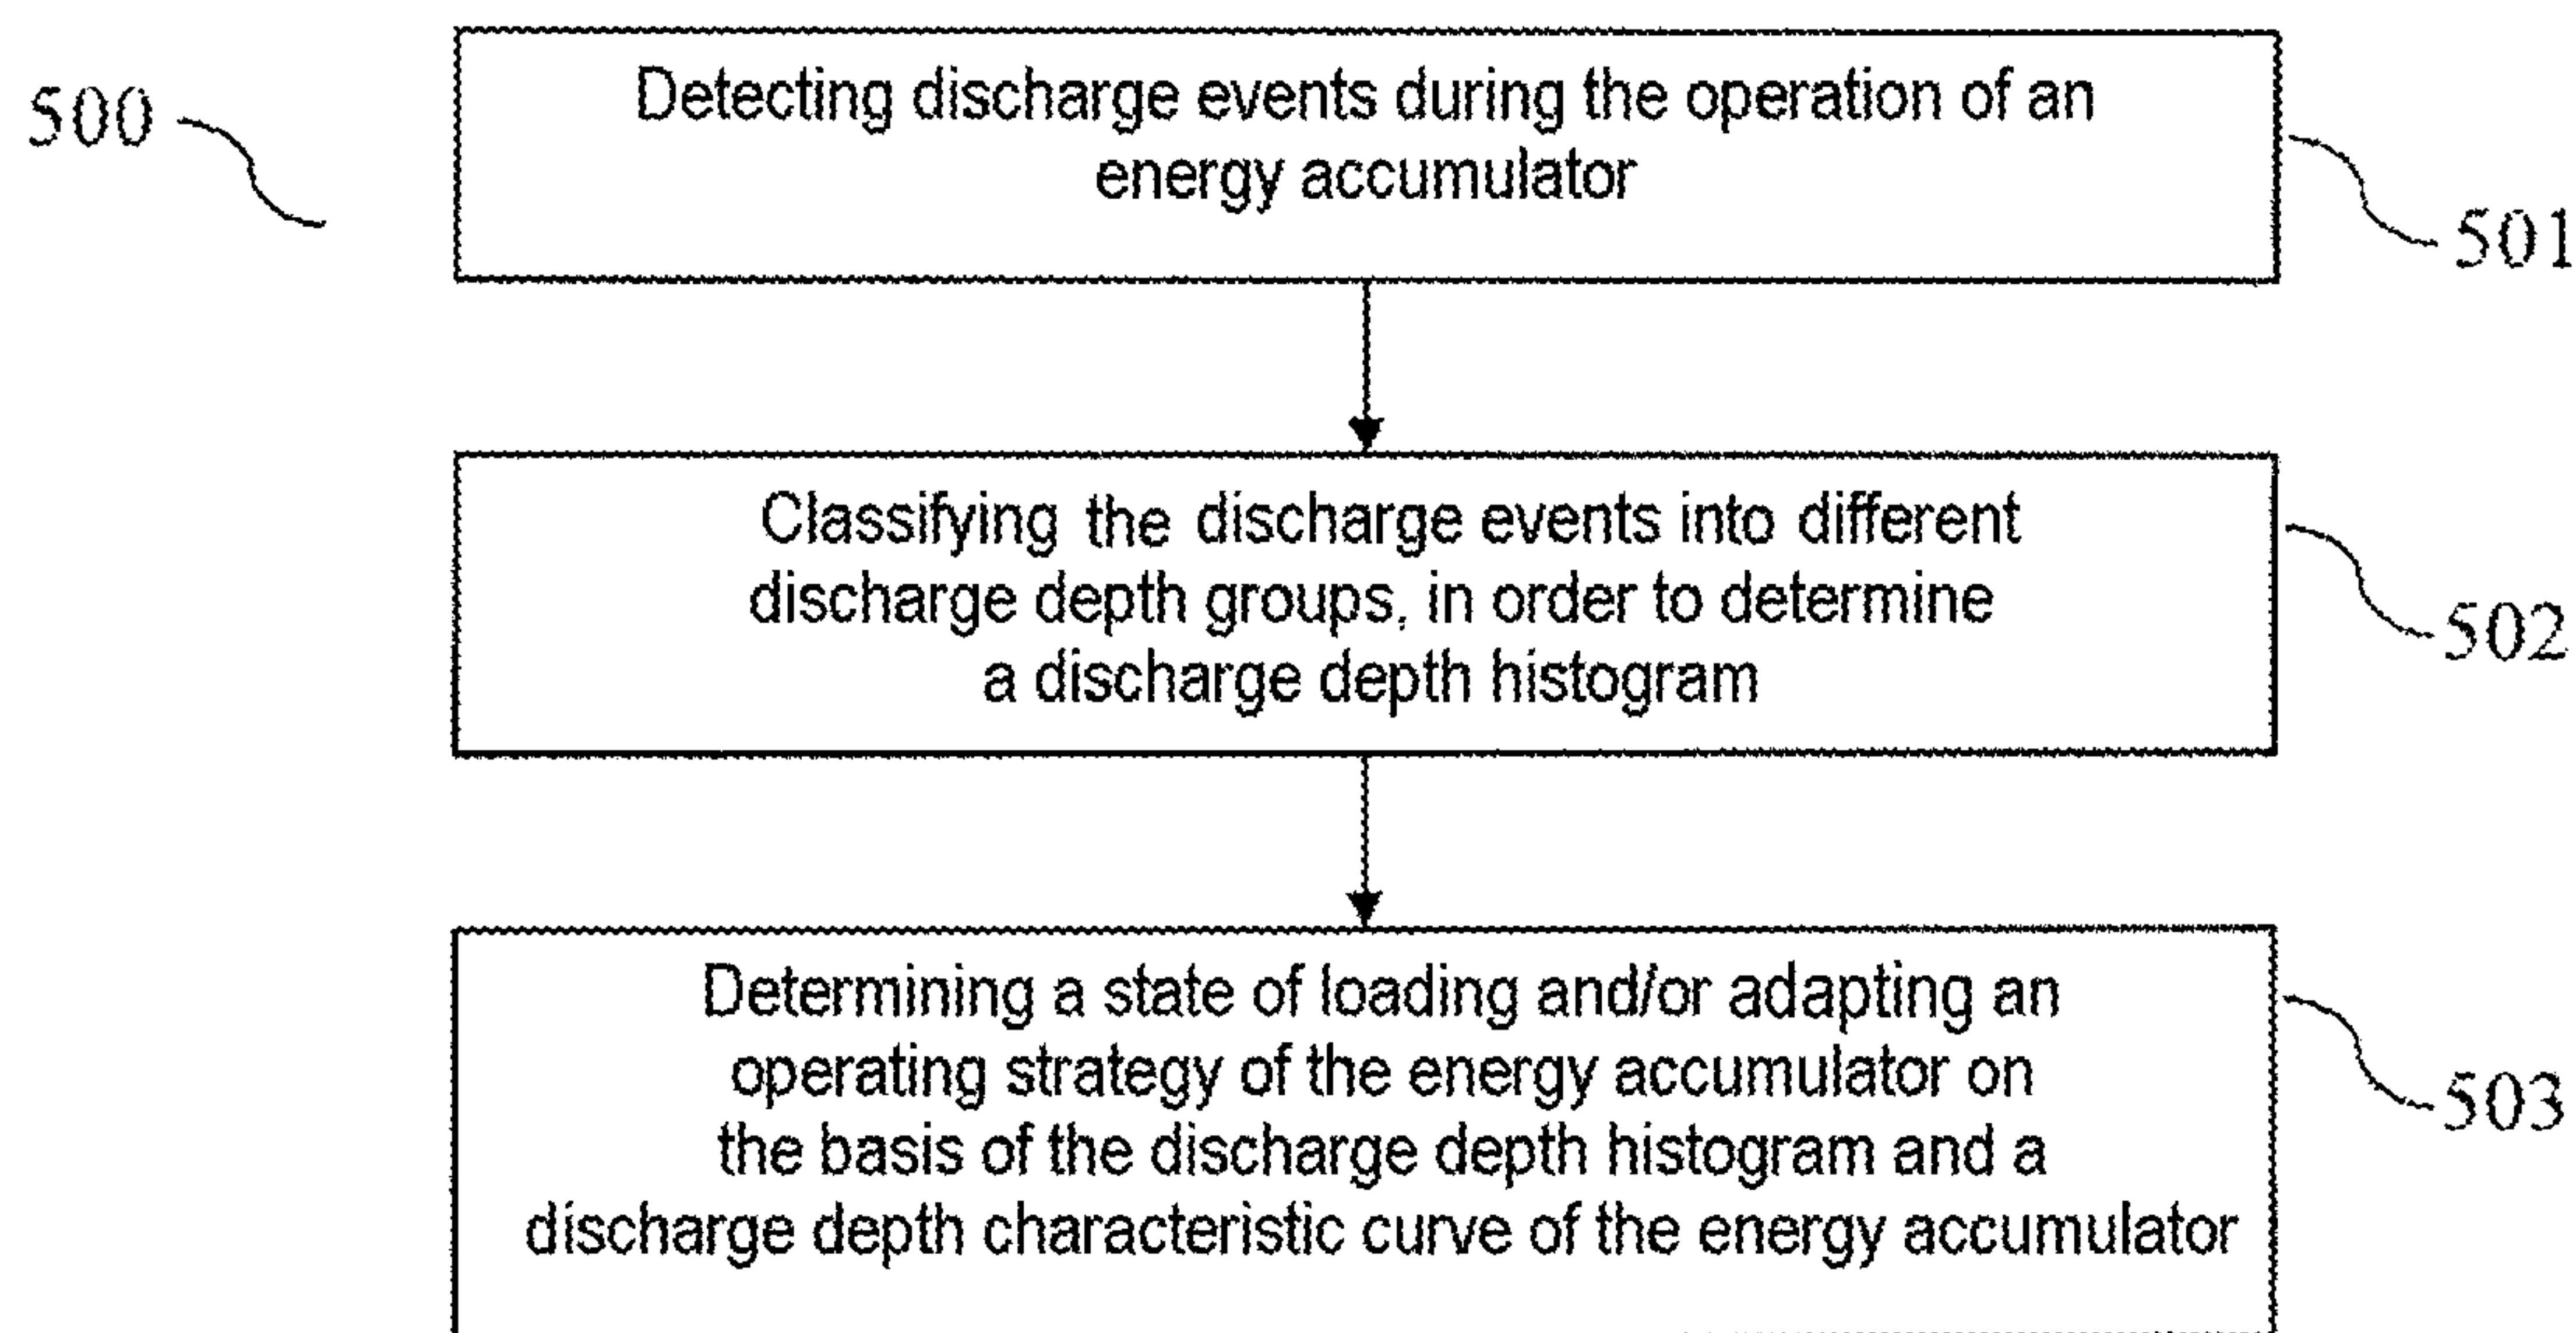 500
Detecting discharge events during the operation of an
energy accumulator
501
Classifying the discharge events into different
discharge depth groups, in order to determine
a discharge depth histogram
502
Determining a state of loading and/or adapting an
operating strategy of the energy accumulator on
the basis of the discharge depth histogram and a
discharge depth characteristic curve of the energy accumulator
503